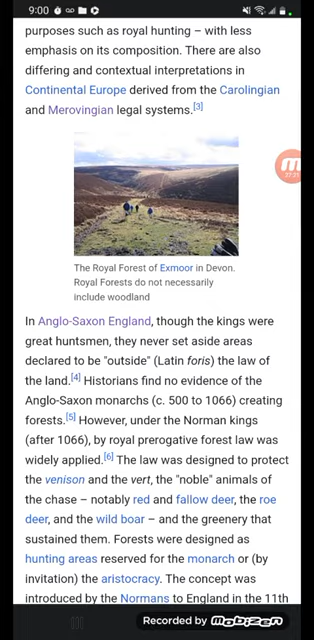 9:00
purposes such as royal hunting – with less
emphasis on its composition. There are also
differing and contextual interpretations in
Continental Europe derived from the Carolingian
and Merovingian legal systems.[3]
The Royal Forest of Exmoor in Devon.
Royal Forests do not necessarily
include woodland
In Anglo-Saxon England, though the kings were
great huntsmen, they never set aside areas
declared to be "outside" (Latin foris) the law of
the land.[4] Historians find no evidence of the
Anglo-Saxon monarchs (c. 500 to 1066) creating
forests.[5] However, under the Norman kings
(after 1066), by royal prerogative forest law was
widely applied.[6] The law was designed to protect
the venison and the vert, the "noble" animals of
the chase – notably red and fallow deer, the roe
deer, and the wild boar – and the greenery that
sustained them. Forests were designed as
hunting areas reserved for the monarch or (by
invitation) the aristocracy. The concept was
introduced by the Normans to England in the 11th
Recorded by Mobizen